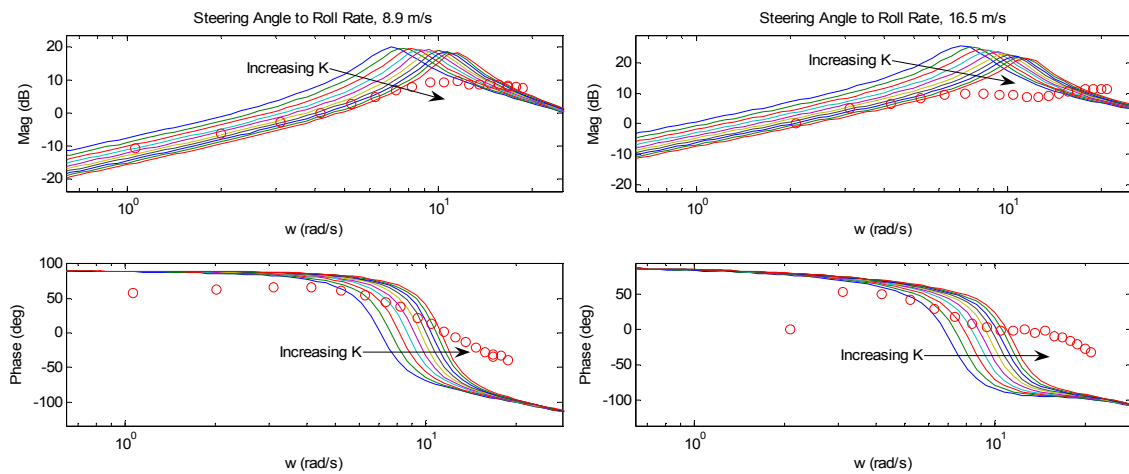 Steering Angle to Roll Rate, 8.9 m/s
20
10
0
-10
-20
Mag (dB)
Increasing K
10^0
10^1
w (rad/s)
Steering Angle to Roll Rate, 16.5 m/s
20
10
0
-10
-20
Mag (dB)
Increasing K
10^0
10^1
w (rad/s)
100
50
0
-50
-100
Phase (deg)
Increasing K
10^0
10^1
w (rad/s)
50
0
-50
-100
Phase (deg)
Increasing K
10^0
10^1
w (rad/s)